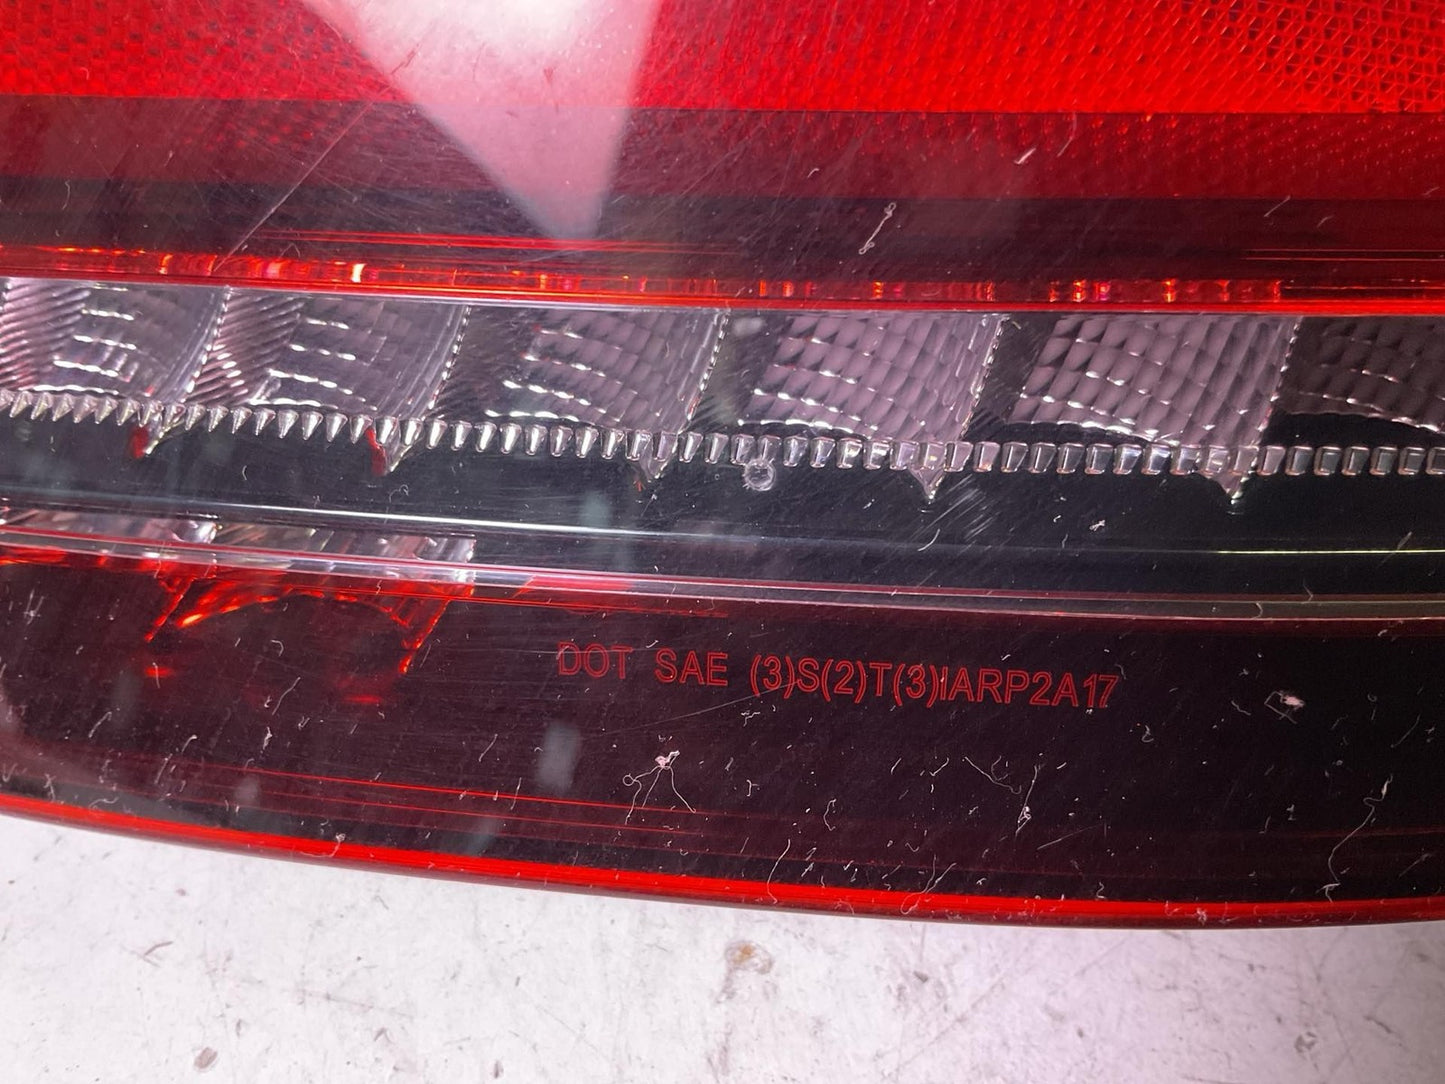 DOT SAE (3)S(2)T(3)IARP2A17